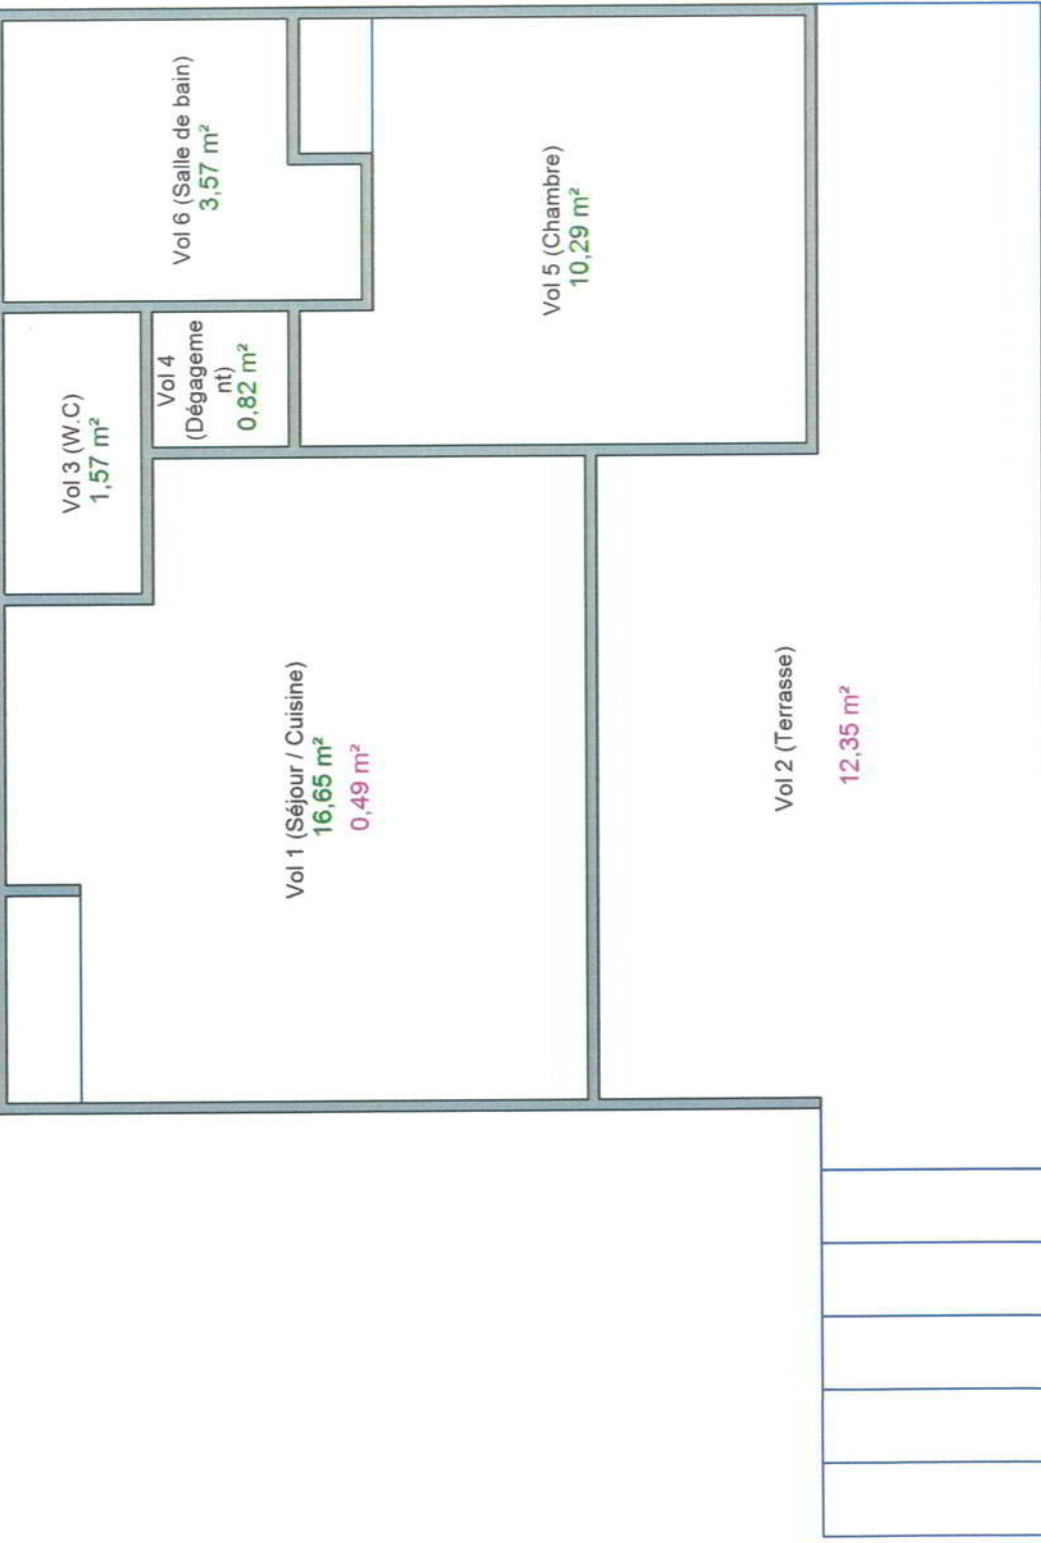 Vol 3 (W.C)
1,57 m²
Vol 6 (Salle de bain)
3,57 m²
Vol 4
(Dégageme
nt)
0,82 m²
Vol 1 (Séjour / Cuisine)
16,65 m²
0,49 m²
Vol 5 (Chambre)
10,29 m²
Vol 2 (Terrasse)
12,35 m²